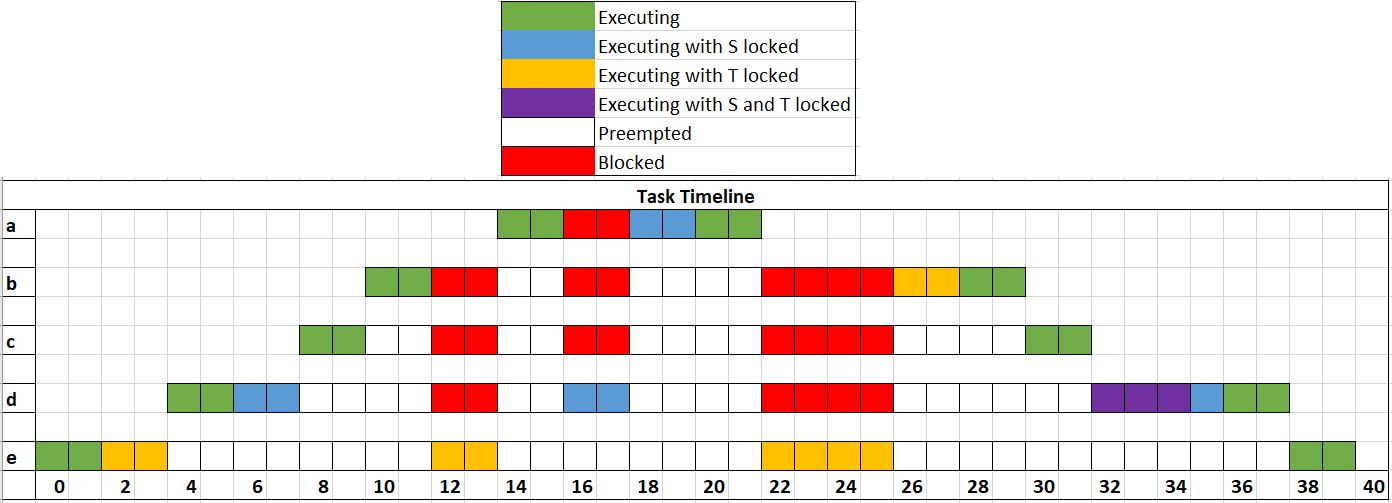 Executing
Executing with S locked
Executing with T locked
Executing with S and T locked
Preempted
Blocked
Task Timeline
a
b
c
d
e
0 2 4 6 8 10 12 14 16 18 20 22 24 26 28 30 32 34 36 38 40